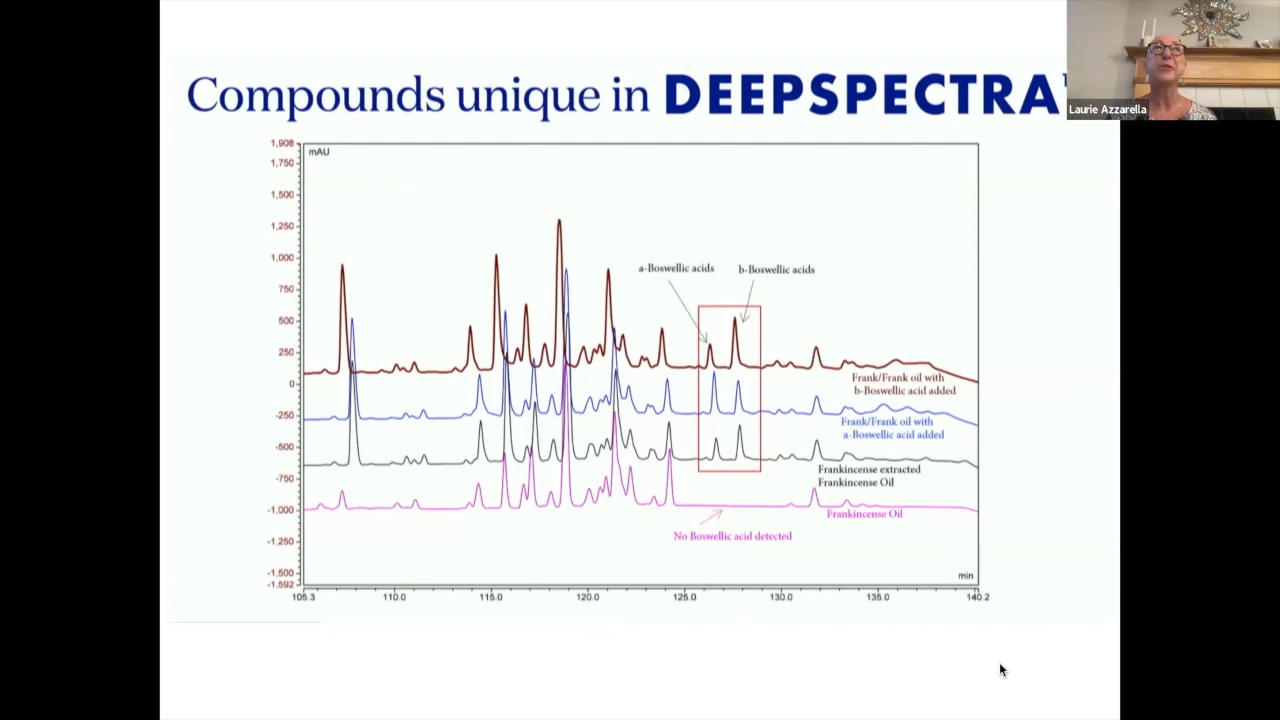 Compounds unique in DEEPSPECTRA
Laurie Azzarella
1,908
mAU
1,750
1,500
1,250
1,000
750
500
250
0
-250
-500
-750
-1,000
-1,250
-1,500
-1,592
a-Boswellic acids
b-Boswellic acids
Frank/Frank oil with
b-Boswellic acid added
Frank/Frank oil with
a-Boswellic acid added
Frankincense extracted
Frankincense Oil
Frankincense Oil
No Boswellic acid detected
min
105.3 110.0 115.0 120.0 125.0 130.0 135.0 140.2